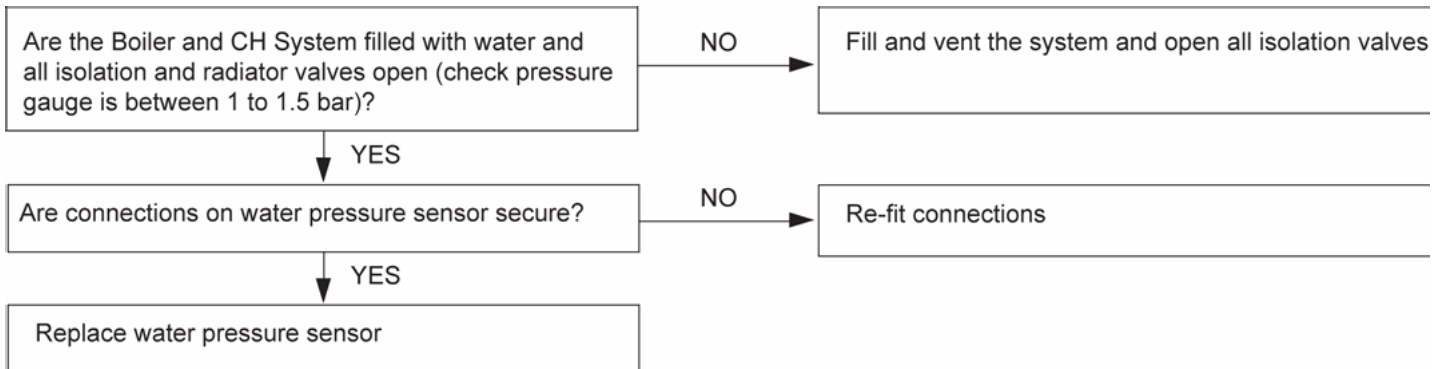 Are the Boiler and CH System filled with water and
all isolation and radiator valves open (check pressure
gauge is between 1 to 1.5 bar)?
NO
Fill and vent the system and open all isolation valves
YES
Are connections on water pressure sensor secure?
NO
Re-fit connections
YES
Replace water pressure sensor